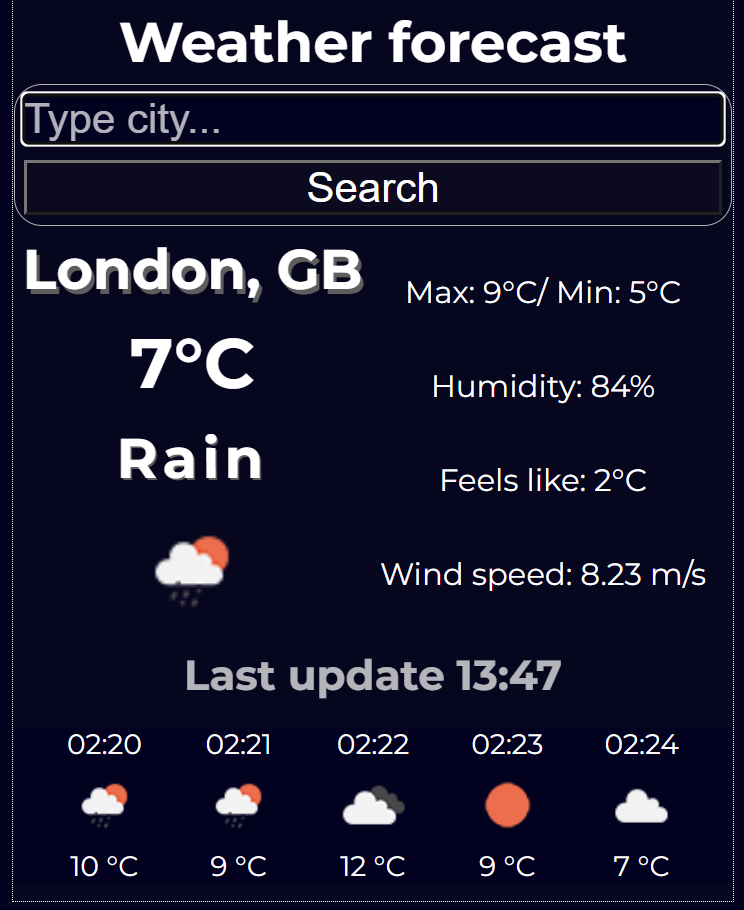 Weather forecast
Type city...
Search
London, GB
7°C
Rain
Max: 9°C/ Min: 5°C
Humidity: 84%
Feels like: 2°C
Wind speed: 8.23 m/s
Last update 13:47
02:20 02:21 02:22 02:23 02:24
10 °C 9 °C 12 °C 9 °C 7 °C